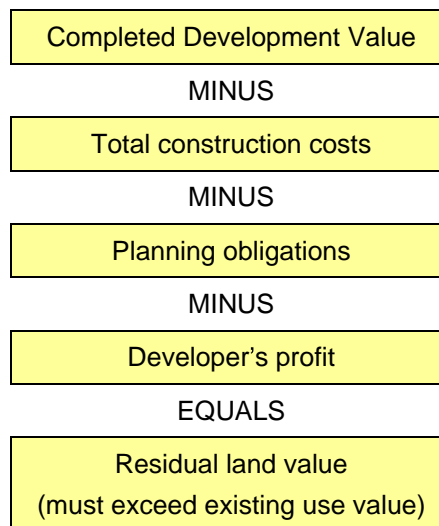 Completed Development Value
MINUS
Total construction costs
MINUS
Planning obligations
MINUS
Developer’s profit
EQUALS
Residual land value
(must exceed existing use value)